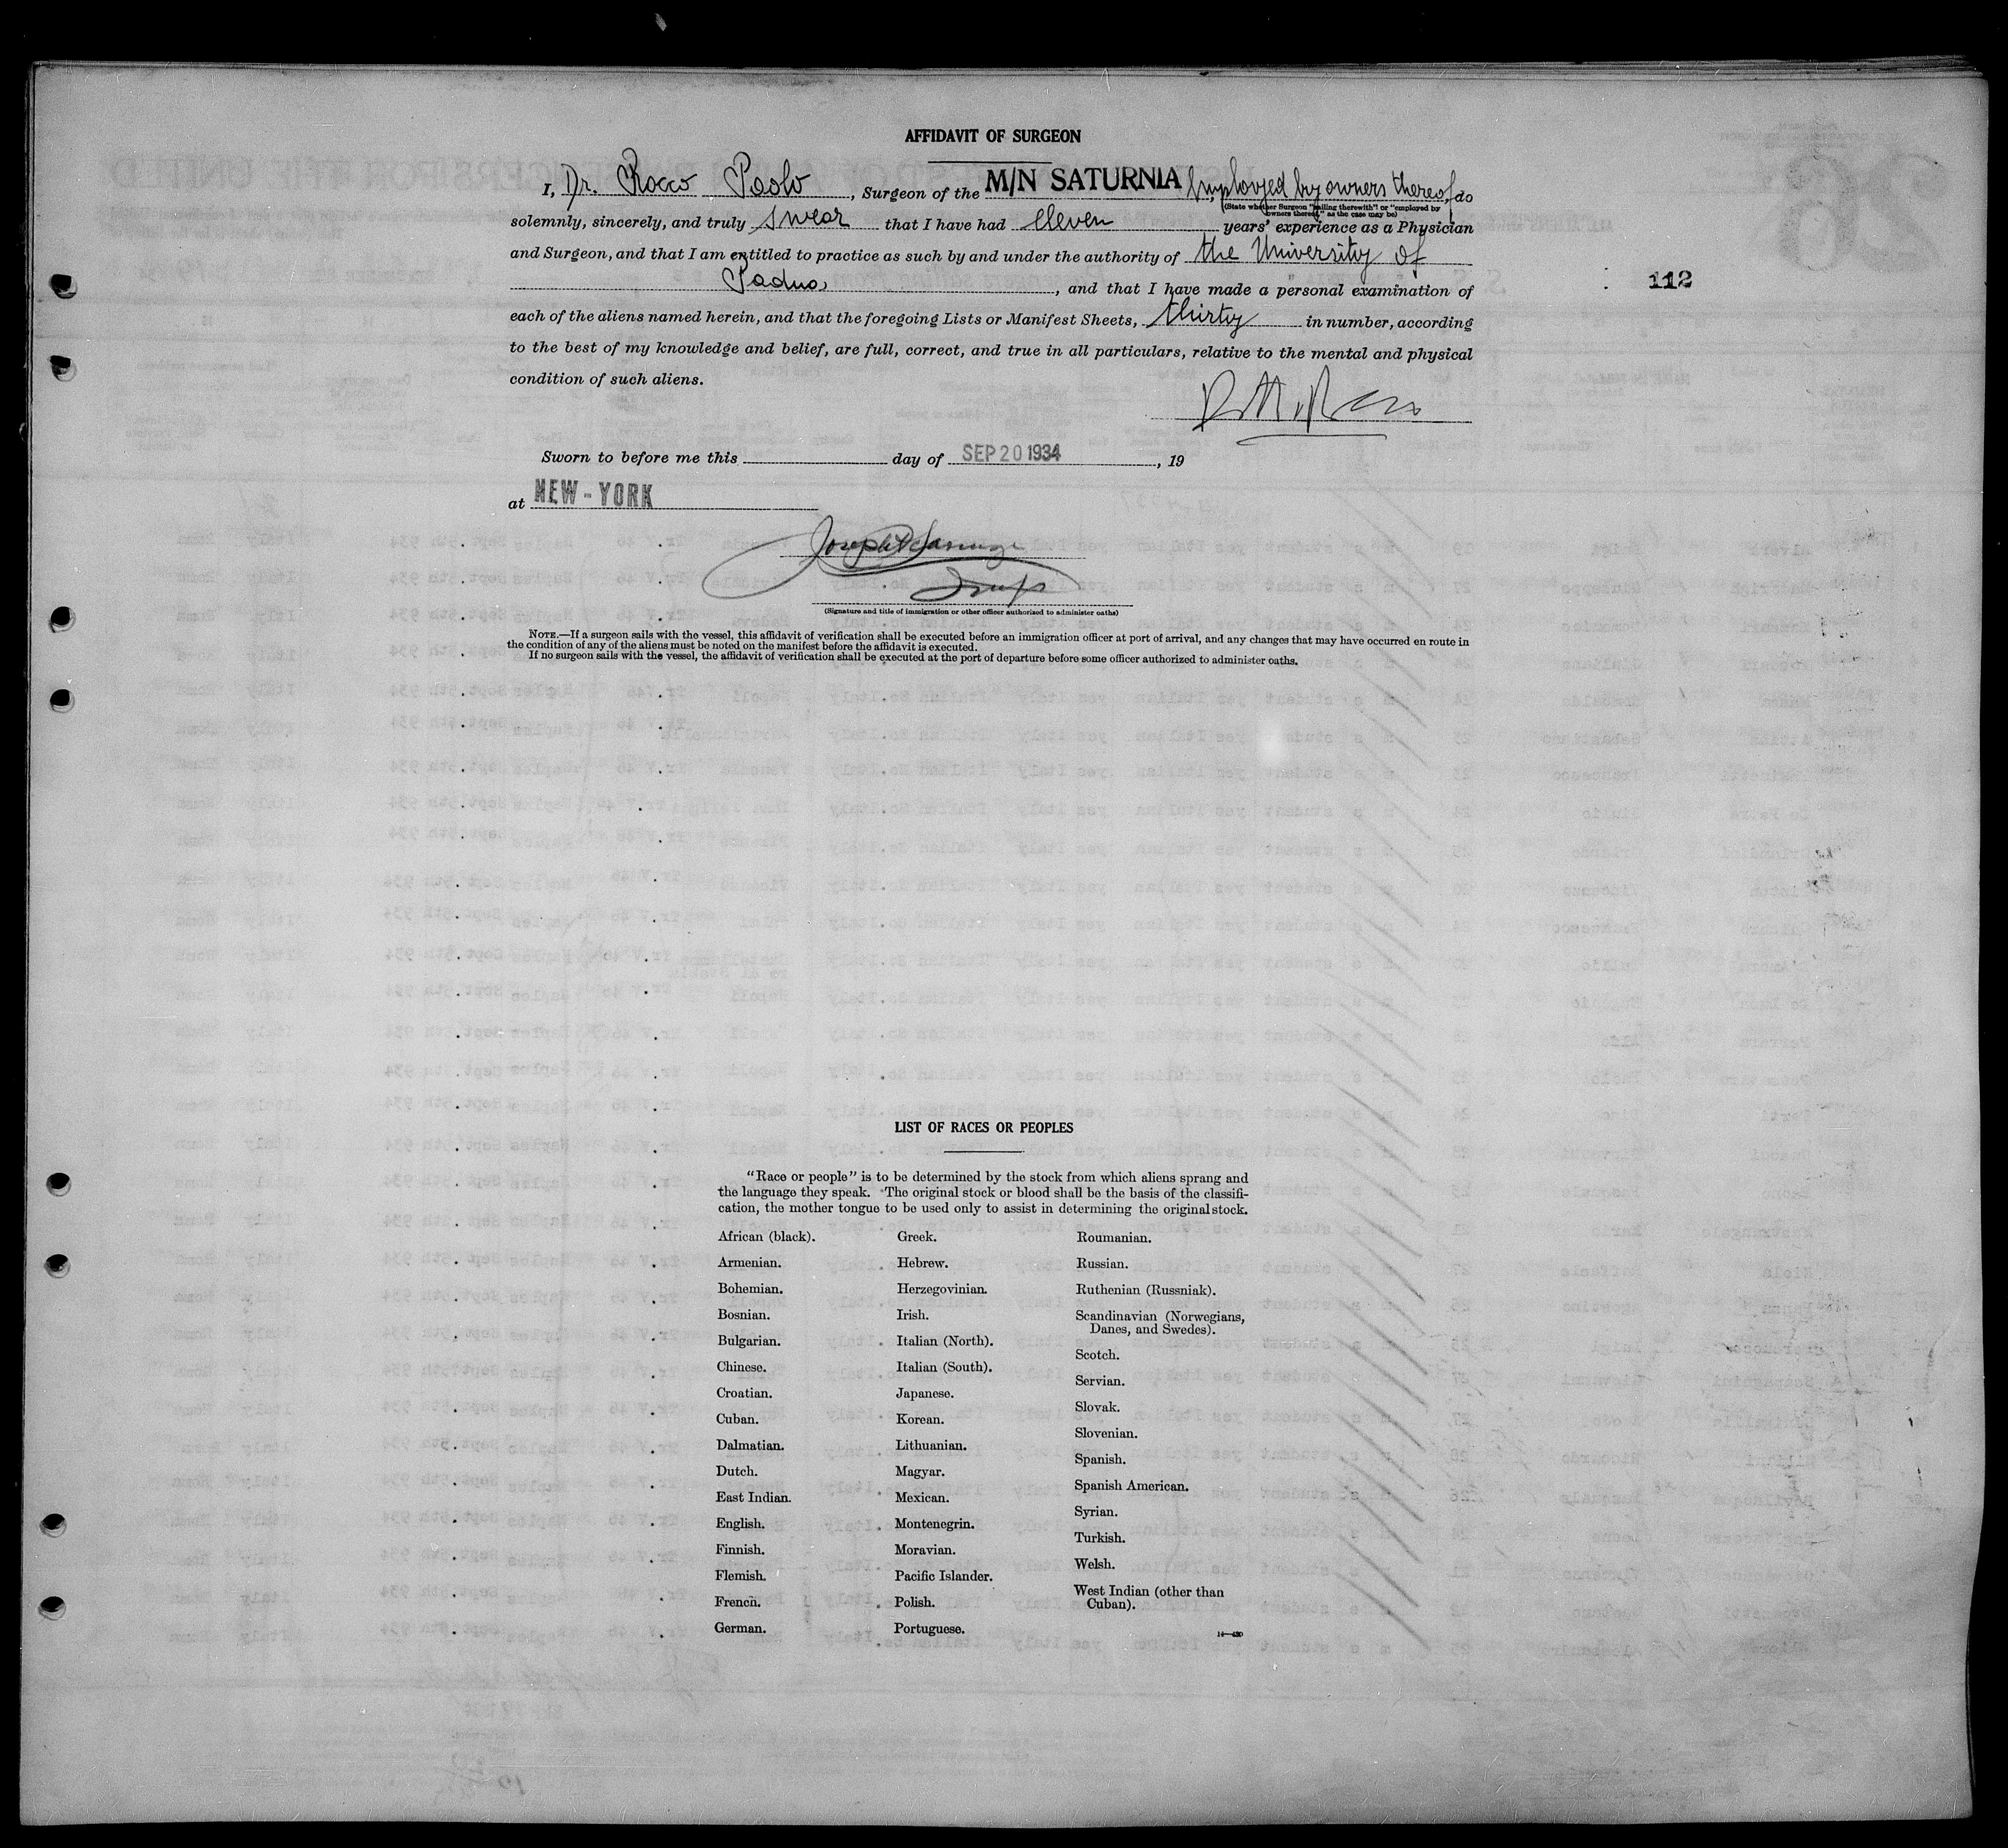 AFFIDAVIT OF SURGEON
I, Dr. Rocco Paolo, Surgeon of the M/N SATURNIA, Employed by owners thereof, do
(State whether Surgeon "sailing therewith" or "employed by
owners thereof," as the case may be)
solemnly, sincerely, and truly swear that I have had eleven years' experience as a Physician
and Surgeon, and that I am entitled to practice as such by and under the authority of the University of
Padua, and that I have made a personal examination of
112
each of the aliens named herein, and that the foregoing Lists or Manifest Sheets, thirty in number, according
to the best of my knowledge and belief, are full, correct, and true in all particulars, relative to the mental and physical
condition of such aliens.
Sworn to before me this day of SEP 20 1934, 19
at NEW-YORK
(Signature and title of immigration or other officer authorized to administer oaths)
NOTE.—If a surgeon sails with the vessel, this affidavit of verification shall be executed before an immigration officer at port of arrival, and any changes that may have occurred en route in
the condition of any of the aliens must be noted on the manifest before the affidavit is executed.
If no surgeon sails with the vessel, the affidavit of verification shall be executed at the port of departure before some officer authorized to administer oaths.
LIST OF RACES OR PEOPLES
"Race or people" is to be determined by the stock from which aliens sprang and
the language they speak. The original stock or blood shall be the basis of the classifi-
cation, the mother tongue to be used only to assist in determining the original stock.
African (black).
Armenian.
Bohemian.
Bosnian.
Bulgarian.
Chinese.
Croatian.
Cuban.
Dalmatian.
Dutch.
East Indian.
English.
Finnish.
Flemish.
French.
German.
Greek.
Hebrew.
Herzegovinian.
Irish.
Italian (North).
Italian (South).
Japanese.
Korean.
Lithuanian.
Magyar.
Mexican.
Montenegrin.
Moravian.
Pacific Islander.
Polish.
Portuguese.
Roumanian.
Russian.
Ruthenian (Russniak).
Scandinavian (Norwegians,
Danes, and Swedes).
Scotch.
Servian.
Slovak.
Slovenian.
Spanish.
Spanish American.
Syrian.
Turkish.
Welsh.
West Indian (other than
Cuban).